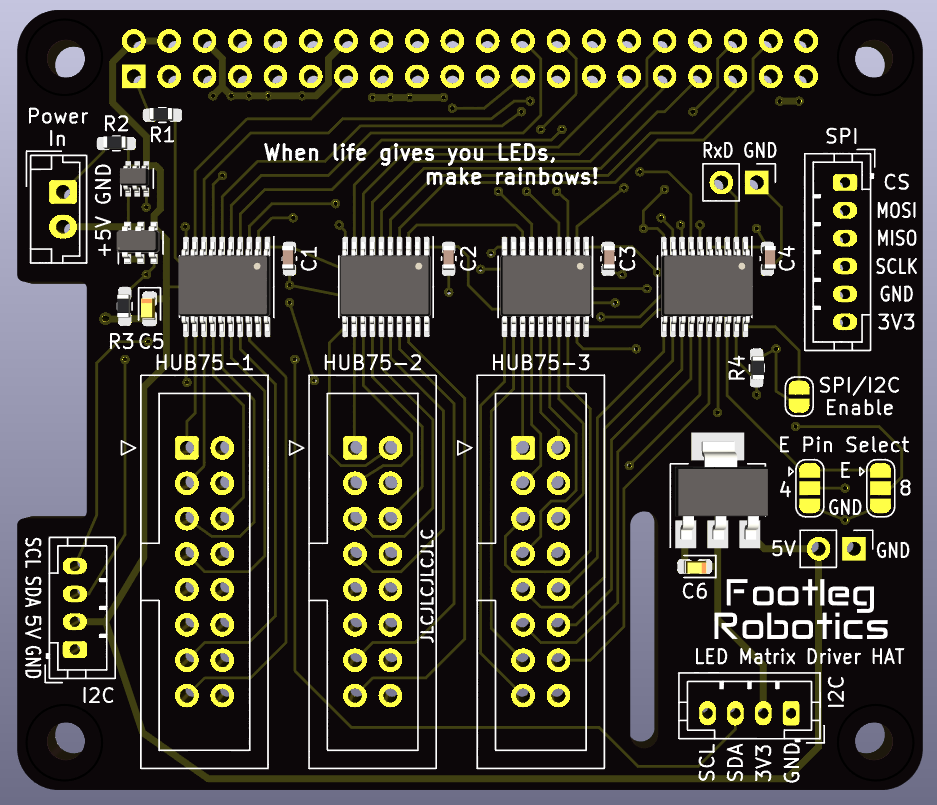 Power
In
R2
R1
GND
+5V
When life gives you LEDs,
make rainbows!
RxD GND
SPI
CS
MOSI
MISO
SCLK
GND
3V3
C1
C2
C3
C4
R3 C5
HUB75-1
HUB75-2
HUB75-3
R4
SPI/I2C
Enable
E Pin Select
4
E
GND
8
5V
GND
C6
JLCJLCJLCJLC
SCL SDA 5V GND
I2C
Footleg
Robotics
LED Matrix Driver HAT
I2C
SCL
SDA
3V3
GND